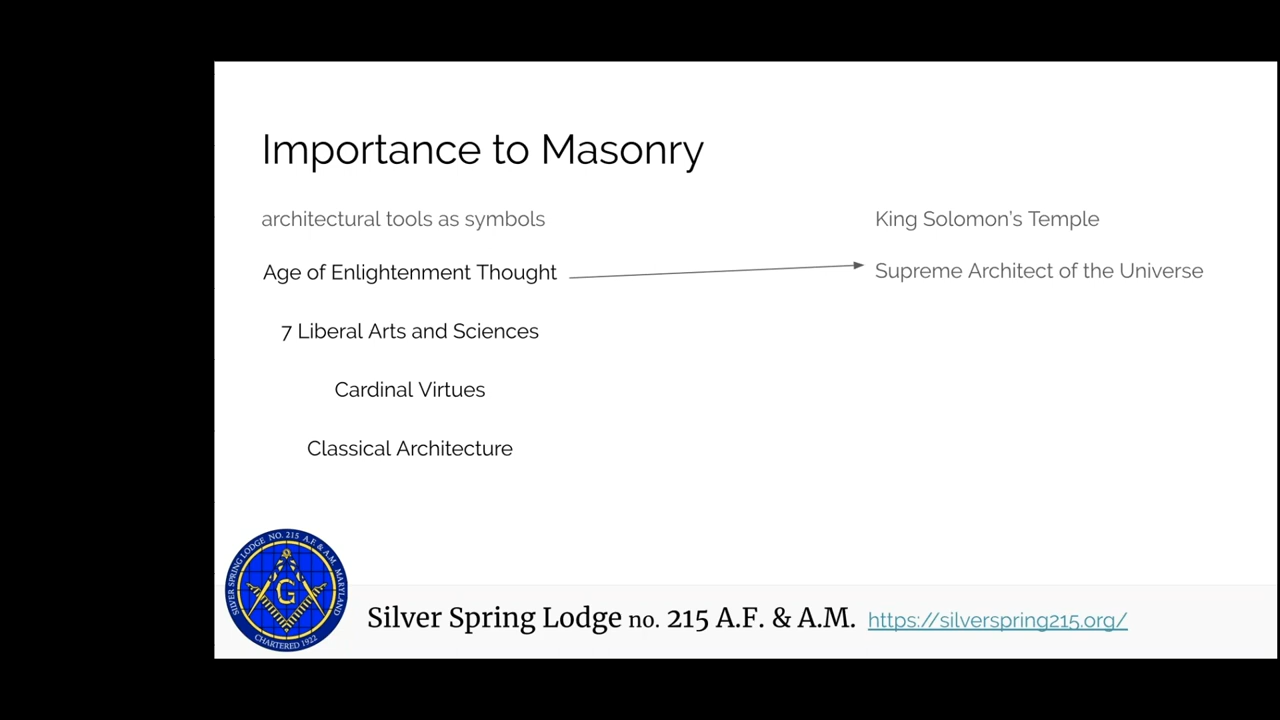 Importance to Masonry
architectural tools as symbols
King Solomon's Temple
Age of Enlightenment Thought
Supreme Architect of the Universe
7 Liberal Arts and Sciences
Cardinal Virtues
Classical Architecture
SILVER SPRING LODGE NO. 215 A.F. & A.M. MARYLAND
G
CHARTERED 1922
Silver Spring Lodge no. 215 A.F. & A.M. https://silverspring215.org/